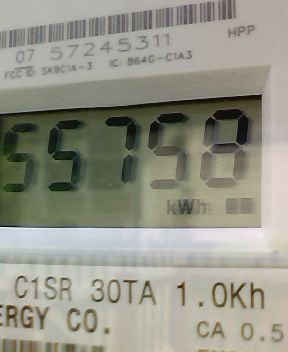 07 57245311
HPP
FCC ID: SK9C1A-3 IC: 864G-C1A3
55758
kWh
C1SR 30TA 1.0Kh
ERGY CO.
CA 0.5